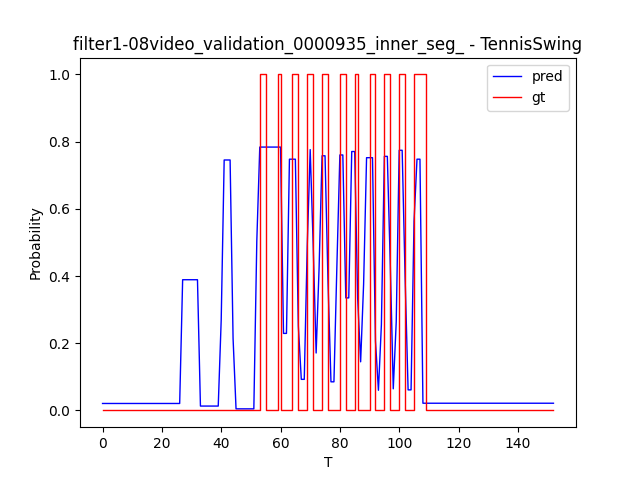 filter1-08video_validation_0000935_inner_seg_ - TennisSwing
pred
gt
1.0
0.8
0.6
0.4
0.2
0.0
Probability
0 20 40 60 80 100 120 140
T